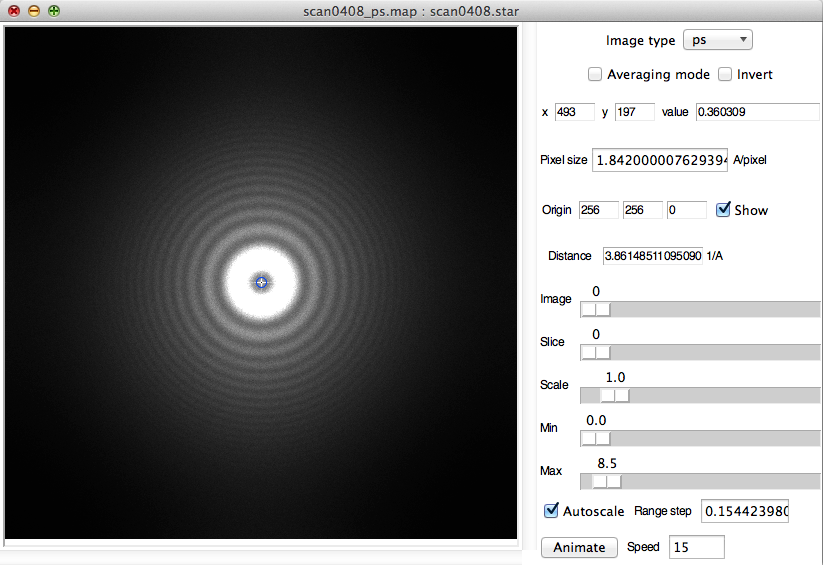 scan0408_ps.map : scan0408.star
Image type ps
Averaging mode Invert
x 493 y 197 value 0.360309
Pixel size 1.842000007629394 A/pixel
Origin 256 256 0 Show
Distance 3.86148511095090 1/A
0
Image
0
Slice
1.0
Scale
0.0
Min
8.5
Max
Autoscale Range step 0.154423980
Animate Speed 15